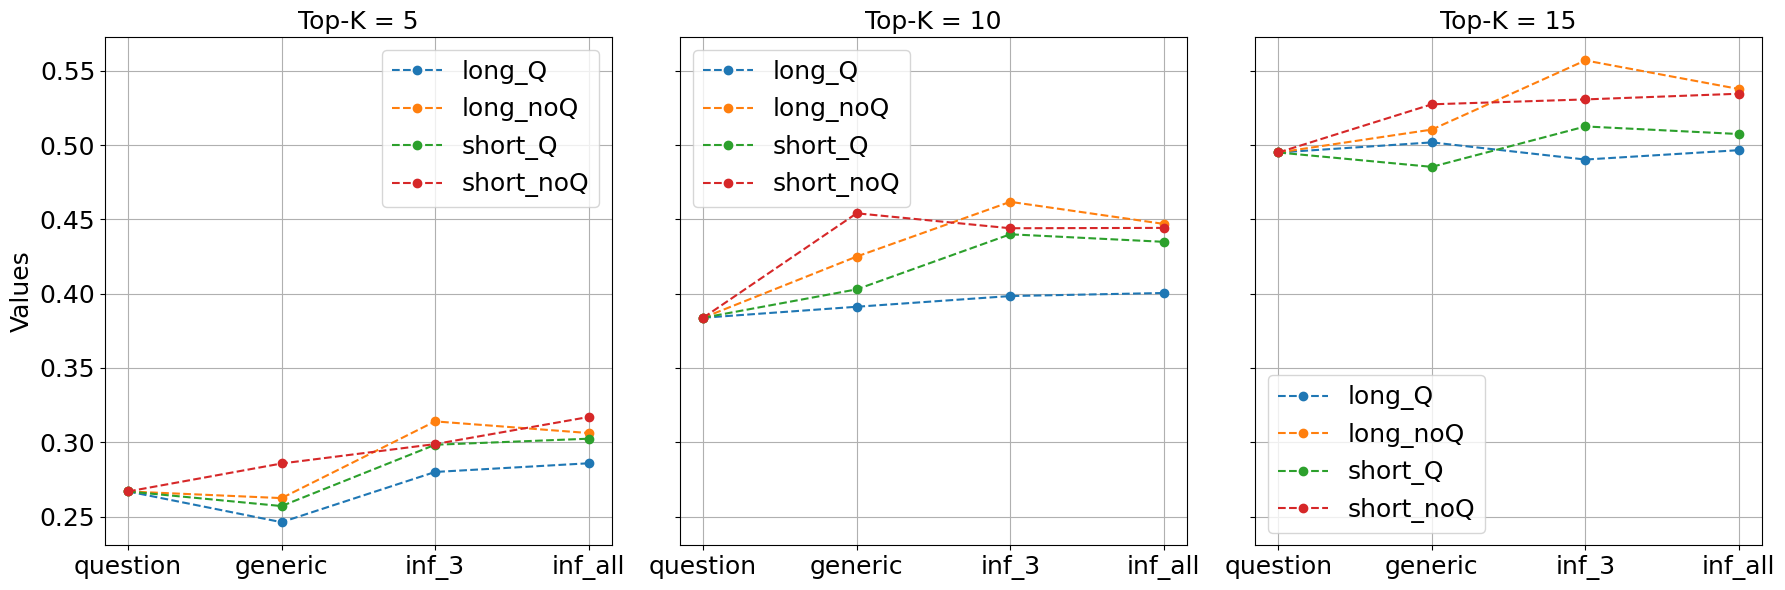 Top-K = 5
Top-K = 10
Top-K = 15
Values
0.55
0.50
0.45
0.40
0.35
0.30
0.25
long_Q
long_noQ
short_Q
short_noQ
long_Q
long_noQ
short_Q
short_noQ
long_Q
long_noQ
short_Q
short_noQ
question generic inf_3 inf_all
question generic inf_3 inf_all
question generic inf_3 inf_all